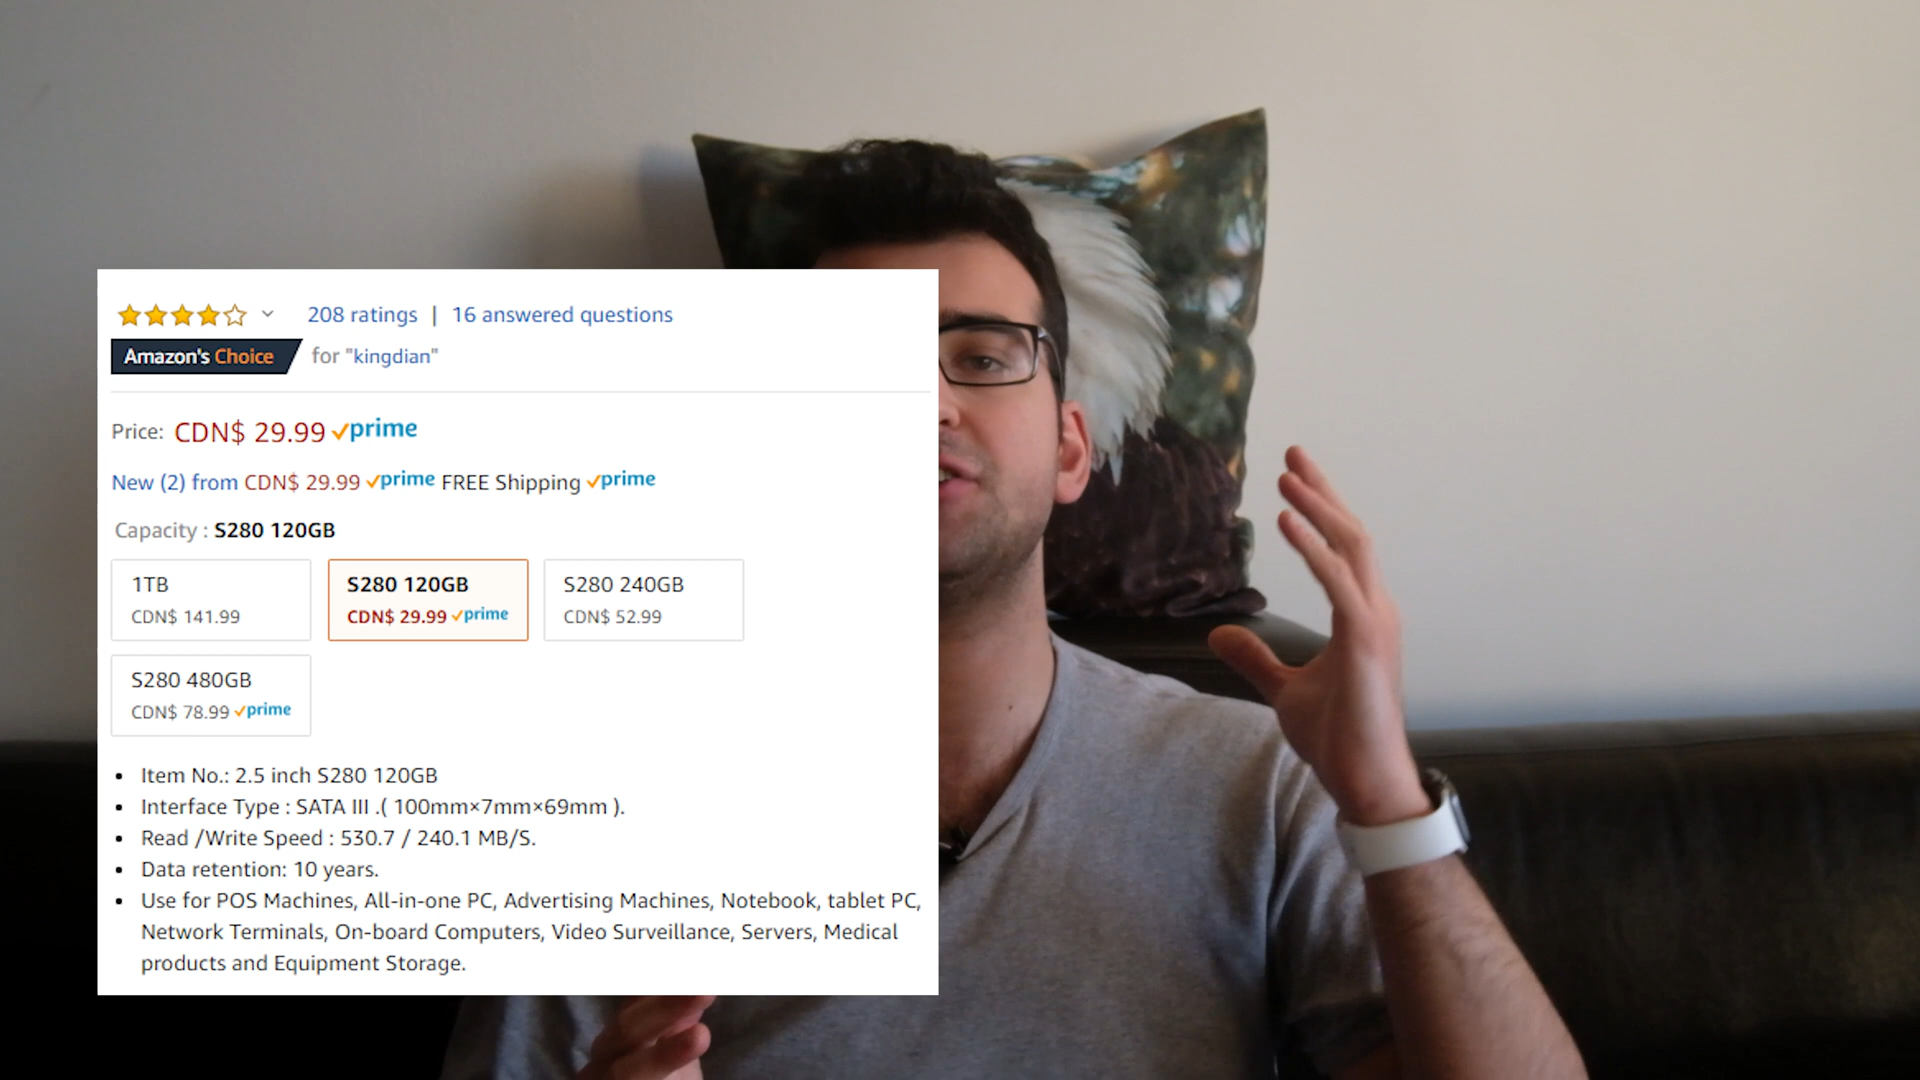 208 ratings | 16 answered questions
Amazon's Choice for "kingdian"
Price: CDN$ 29.99 prime
New (2) from CDN$ 29.99 prime FREE Shipping prime
Capacity : S280 120GB
1TB S280 120GB S280 240GB
CDN$ 141.99 CDN$ 29.99 prime CDN$ 52.99
S280 480GB
CDN$ 78.99 prime
• Item No.: 2.5 inch S280 120GB
• Interface Type : SATA III .( 100mm×7mm×69mm ).
• Read /Write Speed : 530.7 / 240.1 MB/S.
• Data retention: 10 years.
• Use for POS Machines, All-in-one PC, Advertising Machines, Notebook, tablet PC,
Network Terminals, On-board Computers, Video Surveillance, Servers, Medical
products and Equipment Storage.